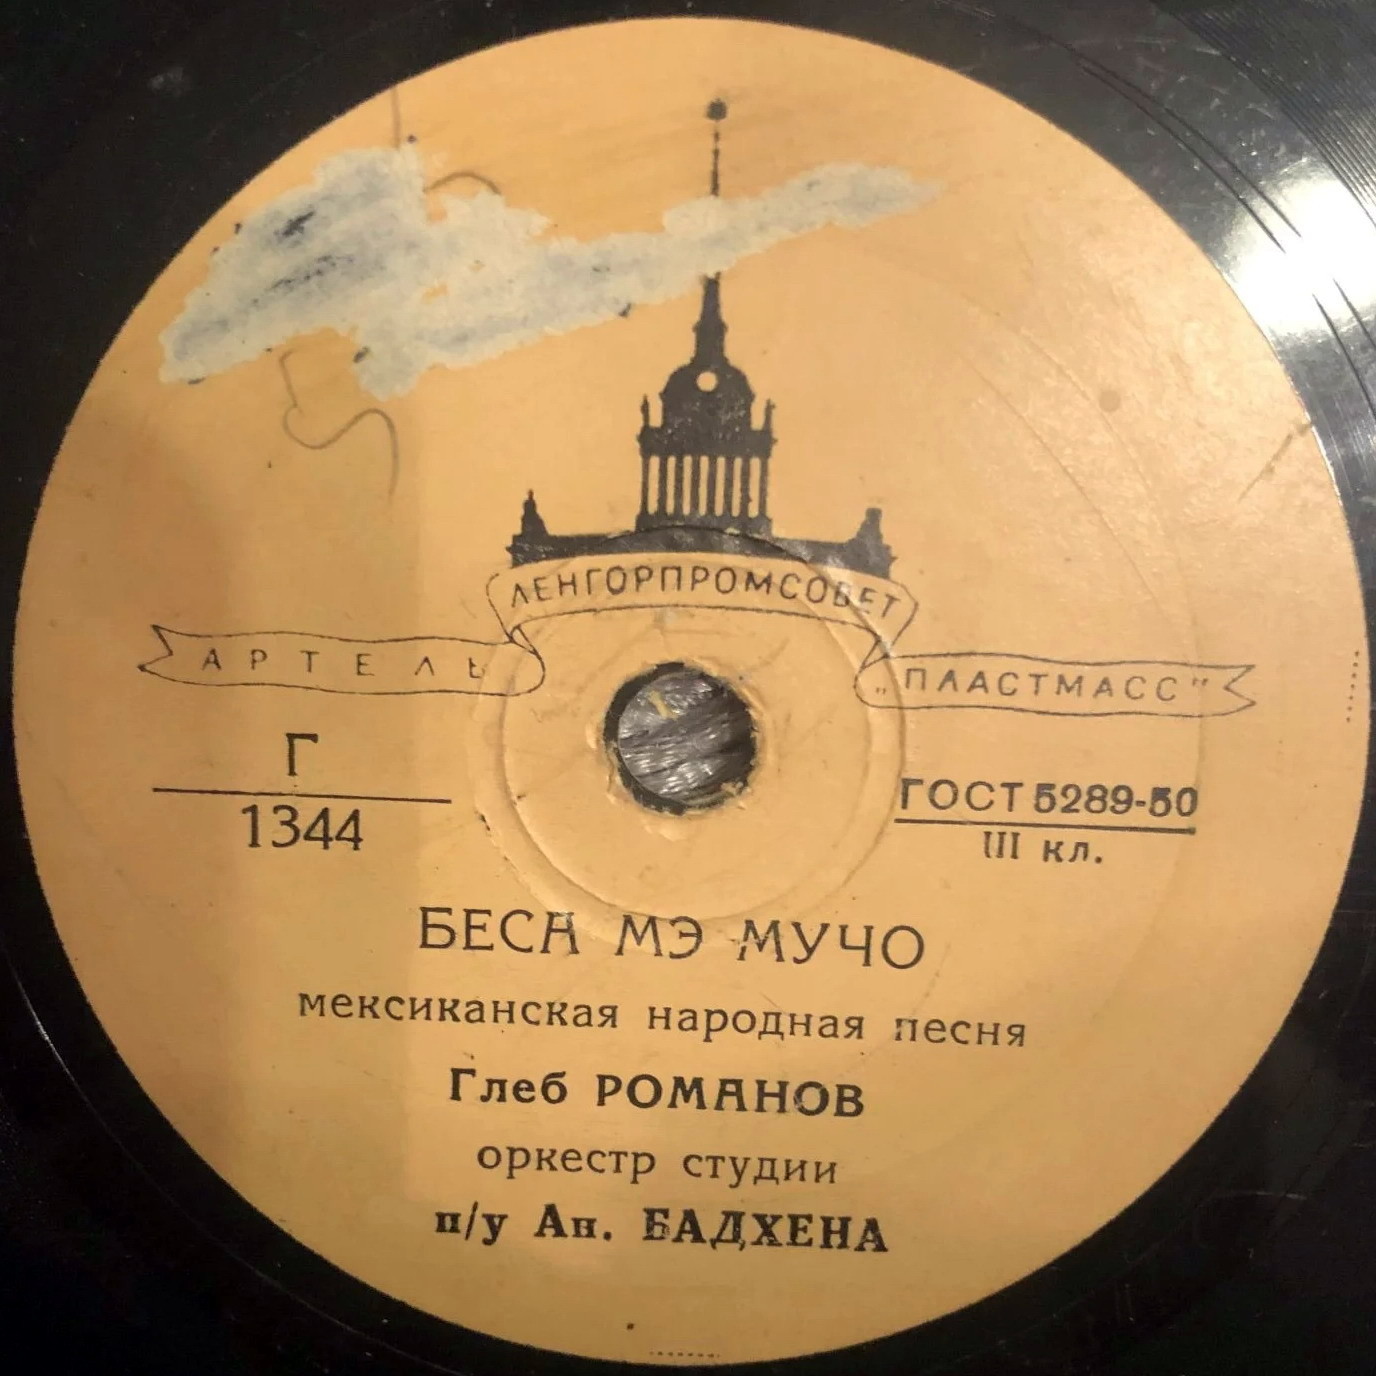 ЛЕНГОРПРОМСОВЕТ
АРТЕЛЬ „ПЛАСТМАСС"
Г
1344
ГОСТ 5289-50
III кл.
БЕСА МЭ МУЧО
мексиканская народная песня
Глеб РОМАНОВ
оркестр студии
п/у Ан. БАДХЕНА